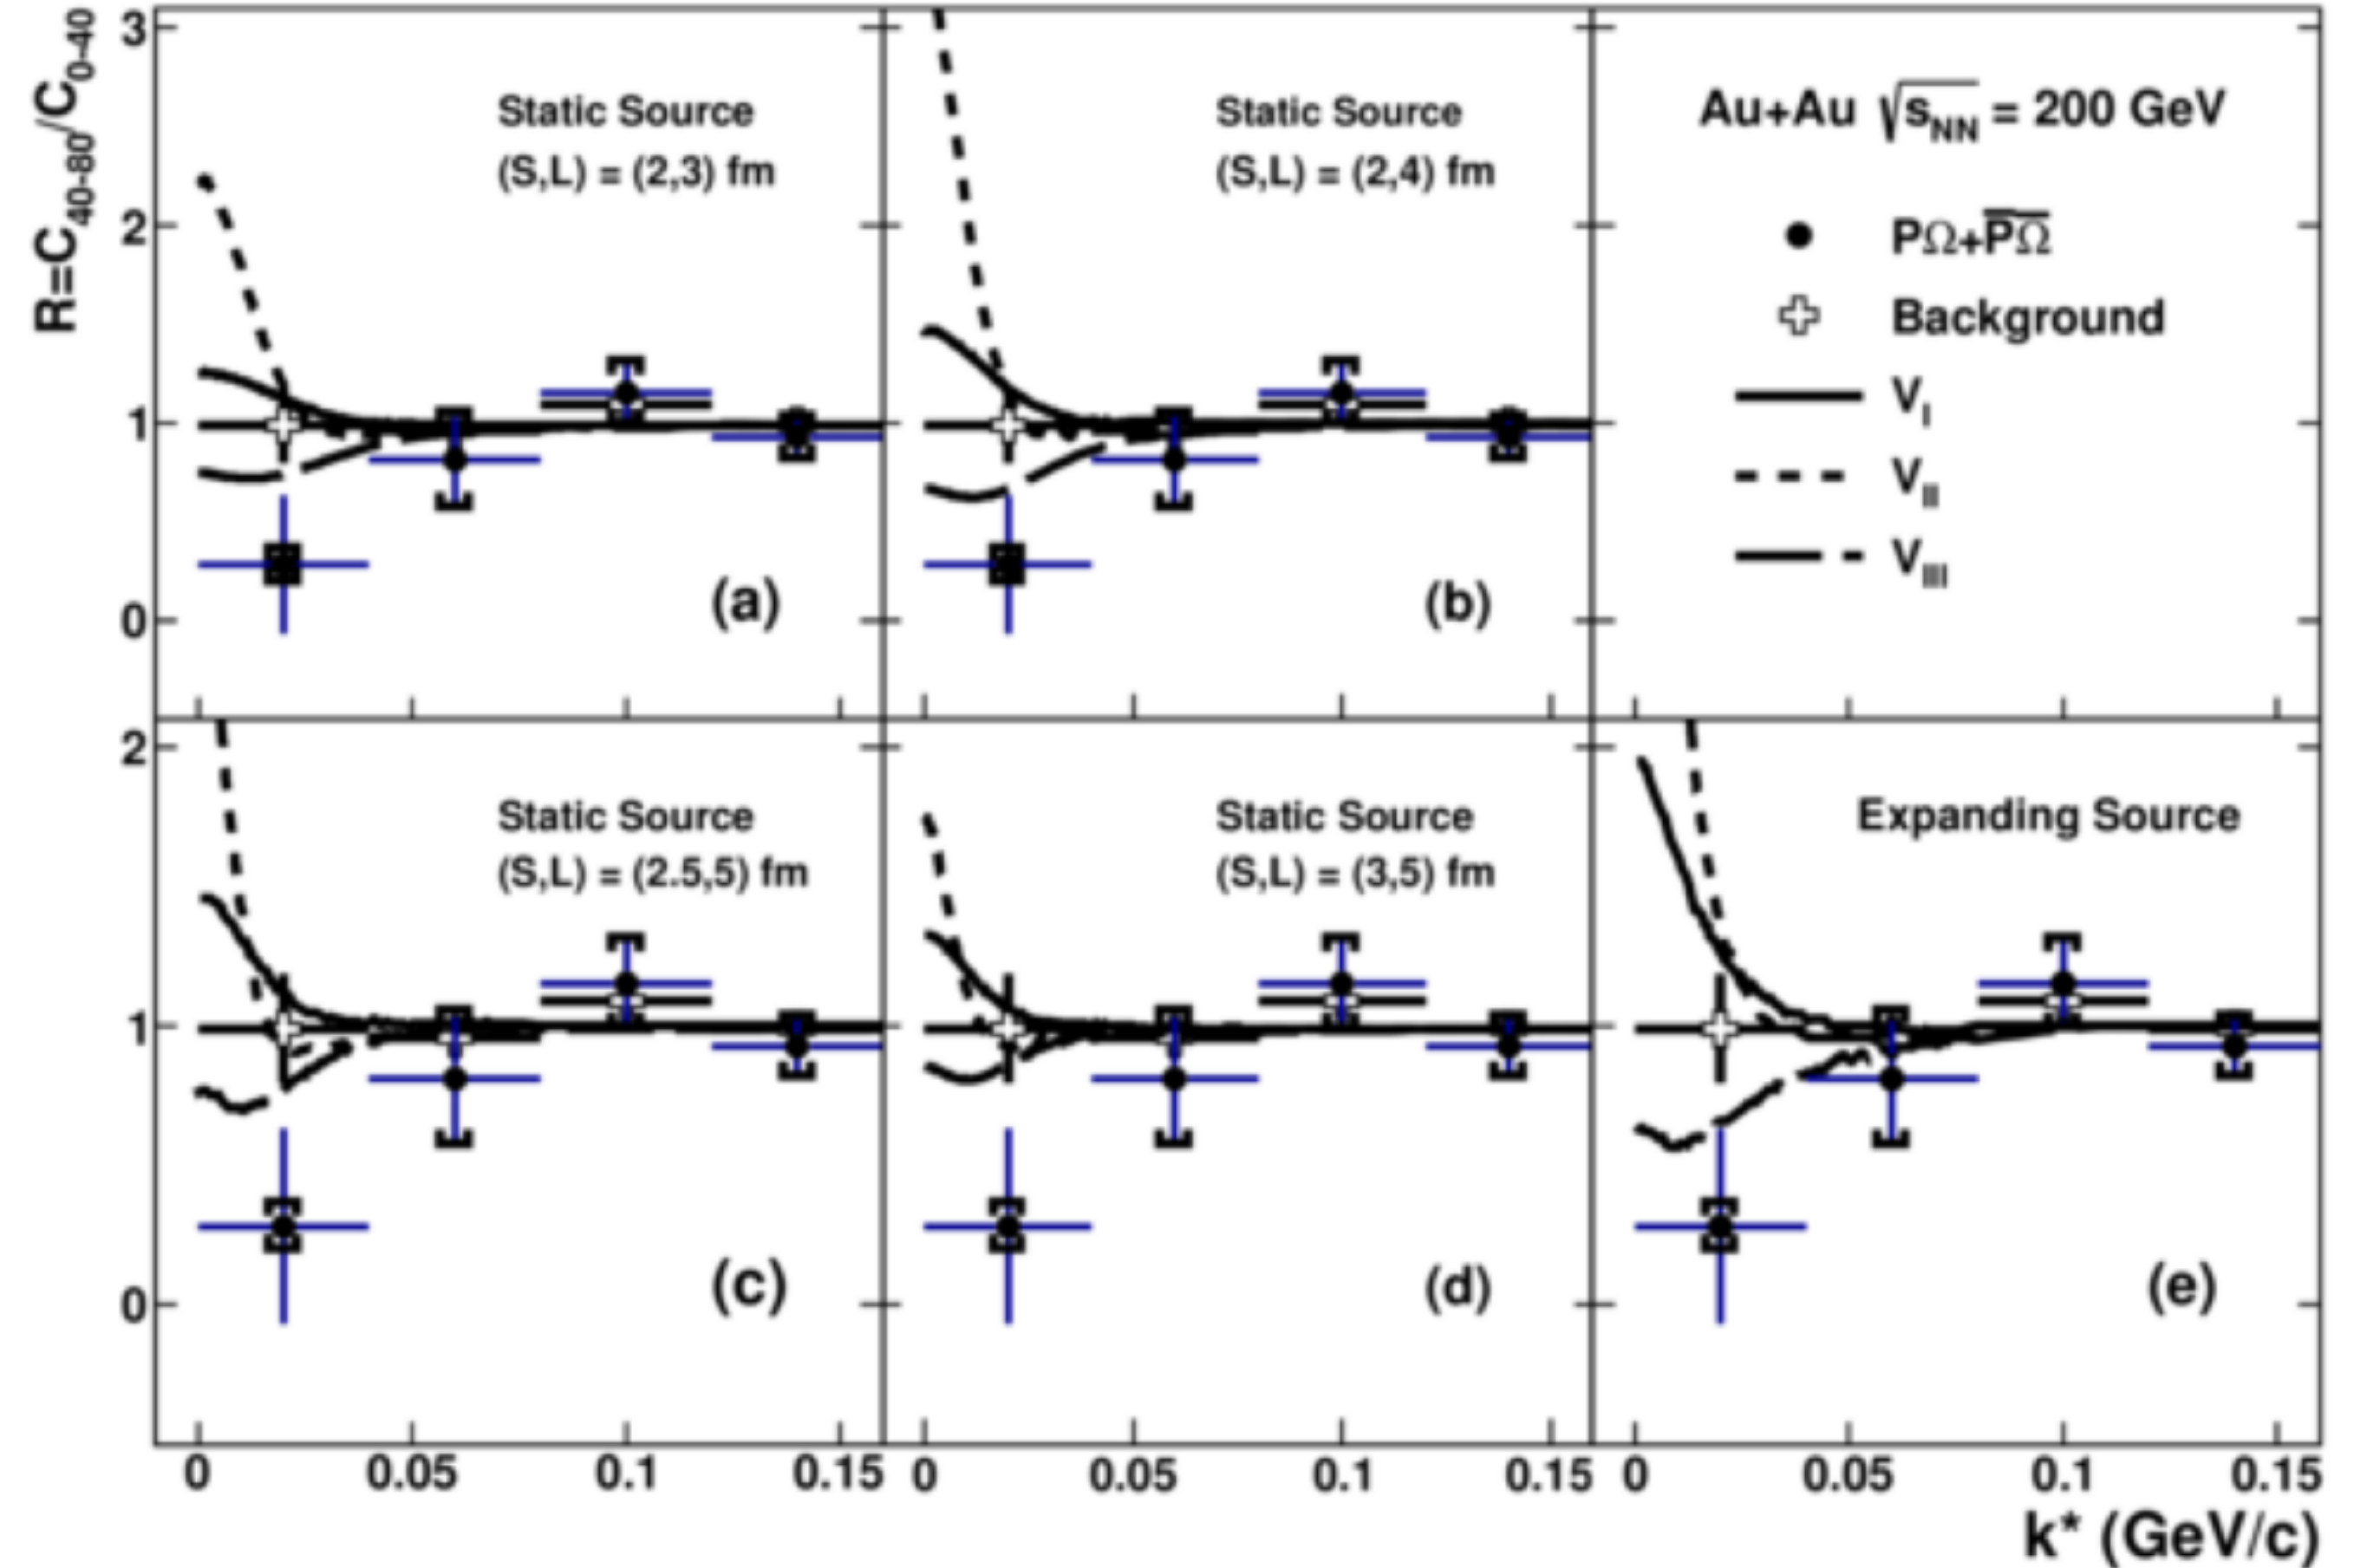 R=C40-80/C0-40
3
2
1
0
Static Source
(S,L) = (2,3) fm
(a)
Static Source
(S,L) = (2,4) fm
(b)
Au+Au √sNN = 200 GeV
PΩ+P̅Ω̅
Background
VI
VII
VIII
2
1
0
Static Source
(S,L) = (2.5,5) fm
(c)
Static Source
(S,L) = (3,5) fm
(d)
Expanding Source
(e)
0 0.05 0.1 0.15 0 0.05 0.1 0.15 0 0.05 0.1 0.15
k* (GeV/c)